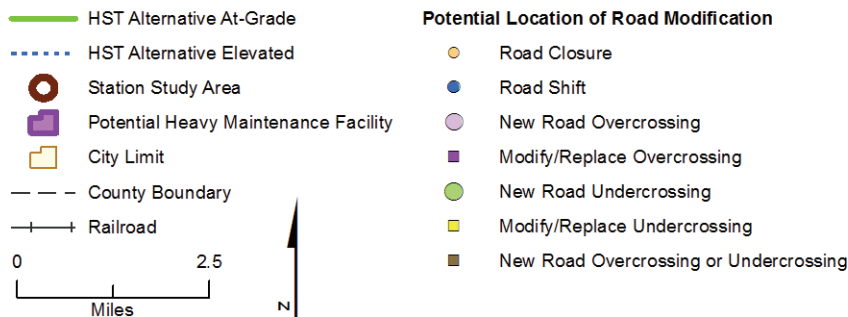 HST Alternative At-Grade
HST Alternative Elevated
Station Study Area
Potential Heavy Maintenance Facility
City Limit
County Boundary
Railroad
0 2.5
Miles
N
Potential Location of Road Modification
Road Closure
Road Shift
New Road Overcrossing
Modify/Replace Overcrossing
New Road Undercrossing
Modify/Replace Undercrossing
New Road Overcrossing or Undercrossing